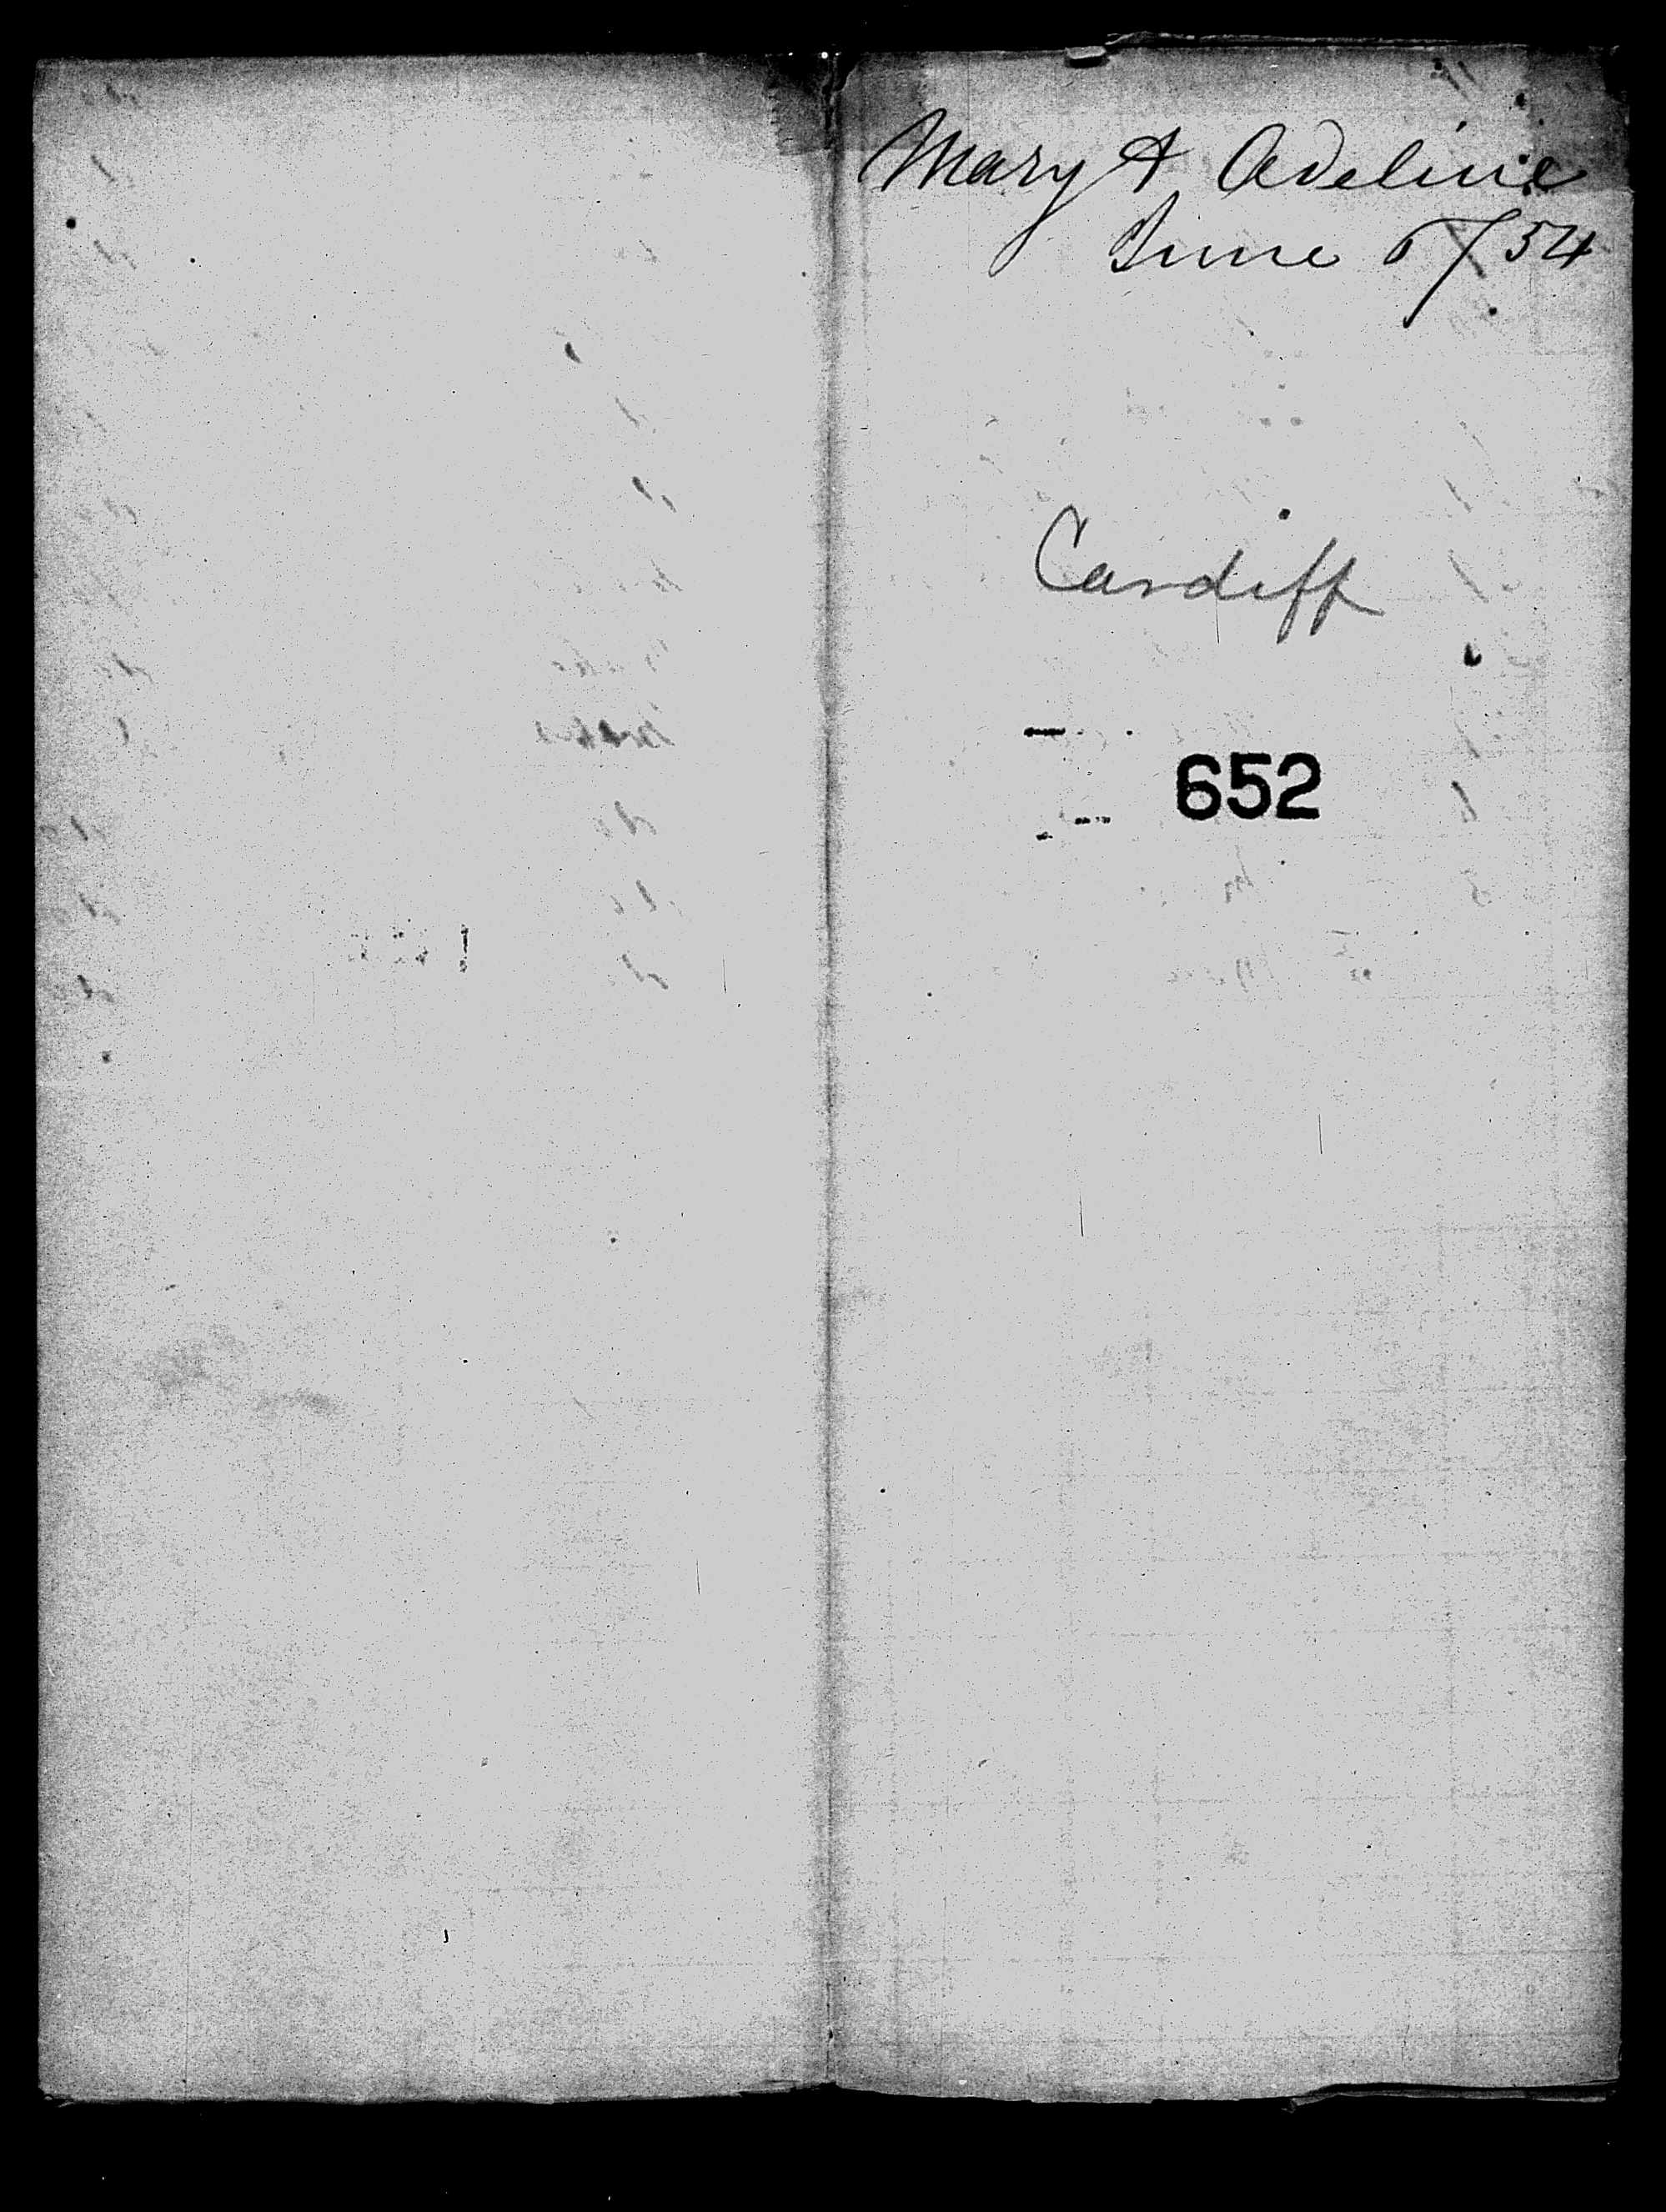 Mary & Adeline
June 6/54
Cardiff
652